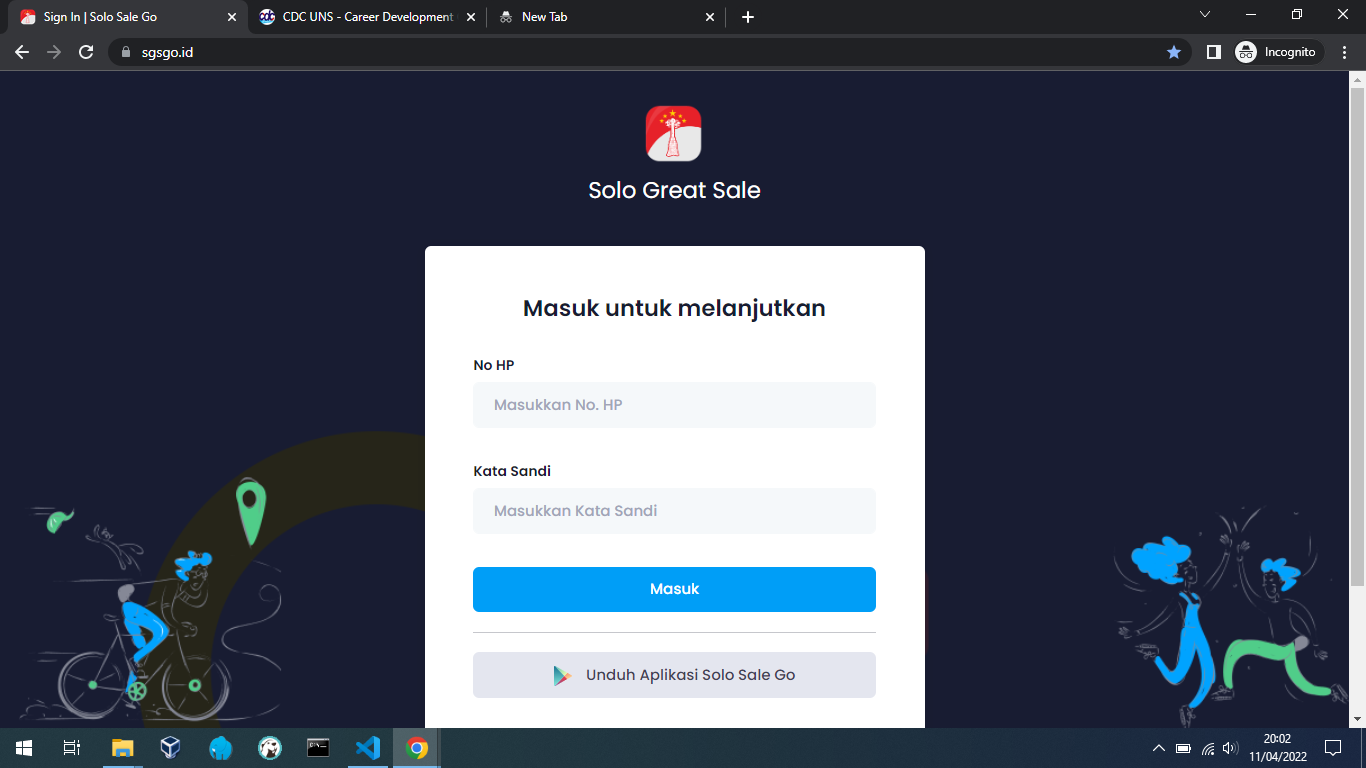 Sign In | Solo Sale Go
CDC UNS - Career Development
New Tab
sgsgo.id
Incognito
Solo Great Sale
Masuk untuk melanjutkan
No HP
Masukkan No. HP
Kata Sandi
Masukkan Kata Sandi
Masuk
Unduh Aplikasi Solo Sale Go
20:02
11/04/2022